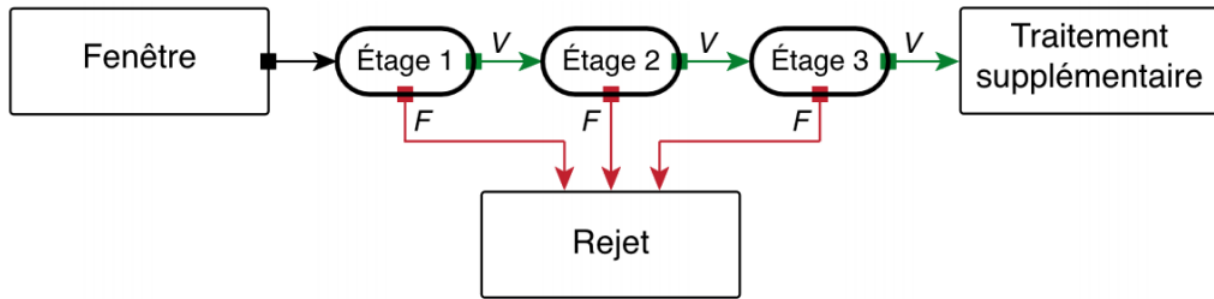 Fenêtre
Étage 1
V
Étage 2
V
Étage 3
V
Traitement
supplémentaire
F
F
F
Rejet